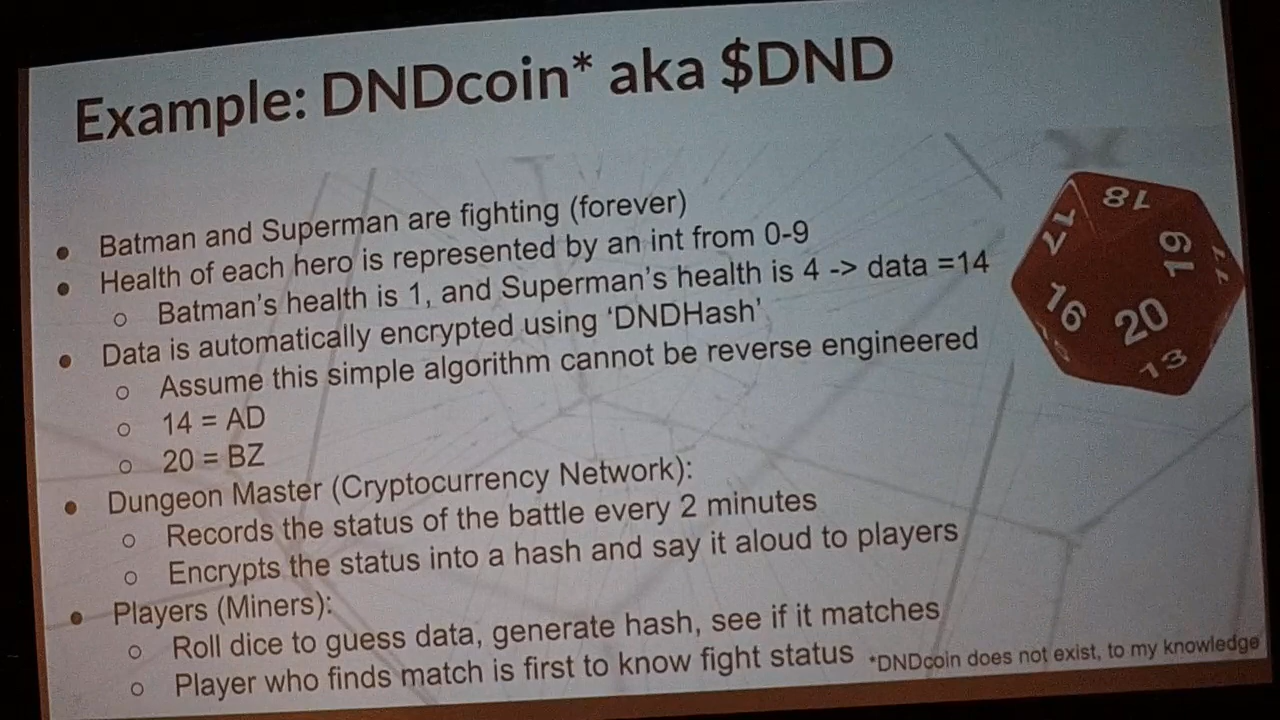 Example: DNDcoin* aka $DND
• Batman and Superman are fighting (forever)
• Health of each hero is represented by an int from 0-9
○ Batman's health is 1, and Superman's health is 4 -> data =14
• Data is automatically encrypted using 'DNDHash'
○ Assume this simple algorithm cannot be reverse engineered
○ 14 = AD
○ 20 = BZ
• Dungeon Master (Cryptocurrency Network):
○ Records the status of the battle every 2 minutes
○ Encrypts the status into a hash and say it aloud to players
• Players (Miners):
○ Roll dice to guess data, generate hash, see if it matches
○ Player who finds match is first to know fight status
*DNDcoin does not exist, to my knowledge
18
17
19
16
20
13